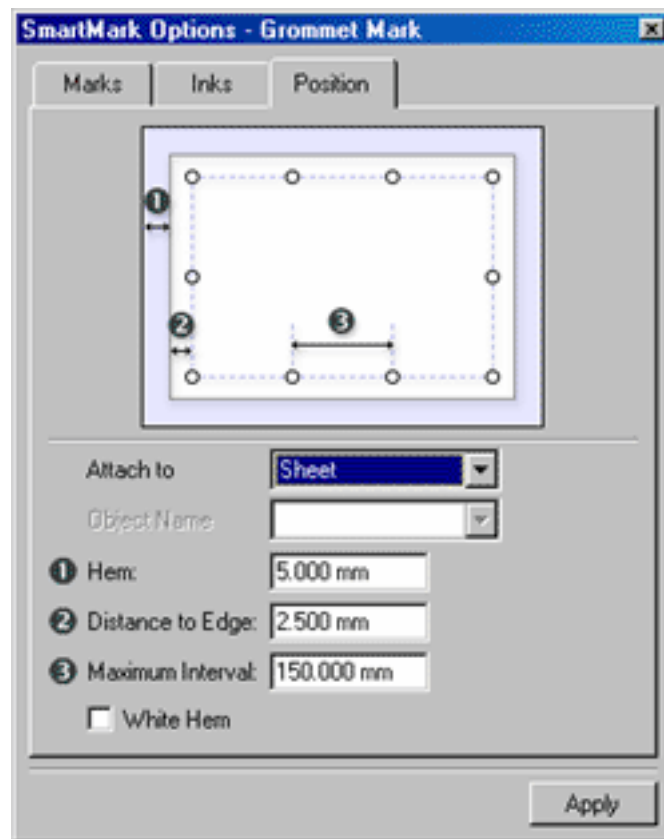 SmartMark Options - Grommet Mark
Marks Inks Position
1
2
3
Attach to Sheet
Object Name
1 Hem: 5.000 mm
2 Distance to Edge: 2.500 mm
3 Maximum Interval: 150.000 mm
White Hem
Apply